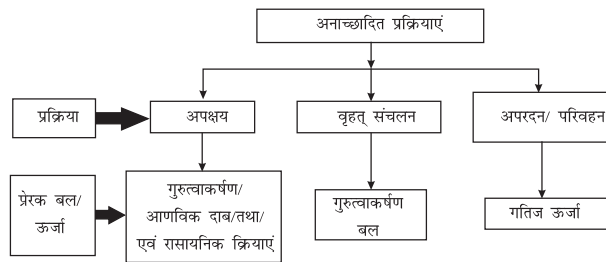 अनाच्छादित प्रक्रियाएं
प्रक्रिया
अपक्षय
वृहत् संचलन
अपरदन/ परिवहन
प्रेरक बल/
ऊर्जा
गुरुत्वाकर्षण/
आणविक दाब/तथा/
एवं रासायनिक क्रियाएं
गुरुत्वाकर्षण
बल
गतिज ऊर्जा